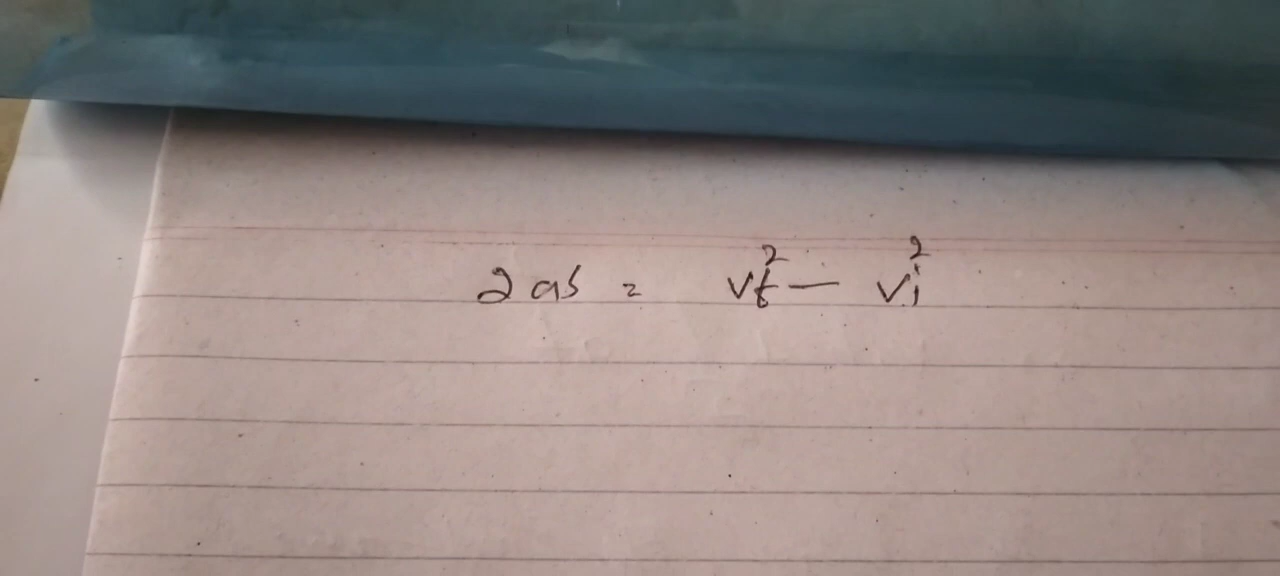 2as = vf² - vi²